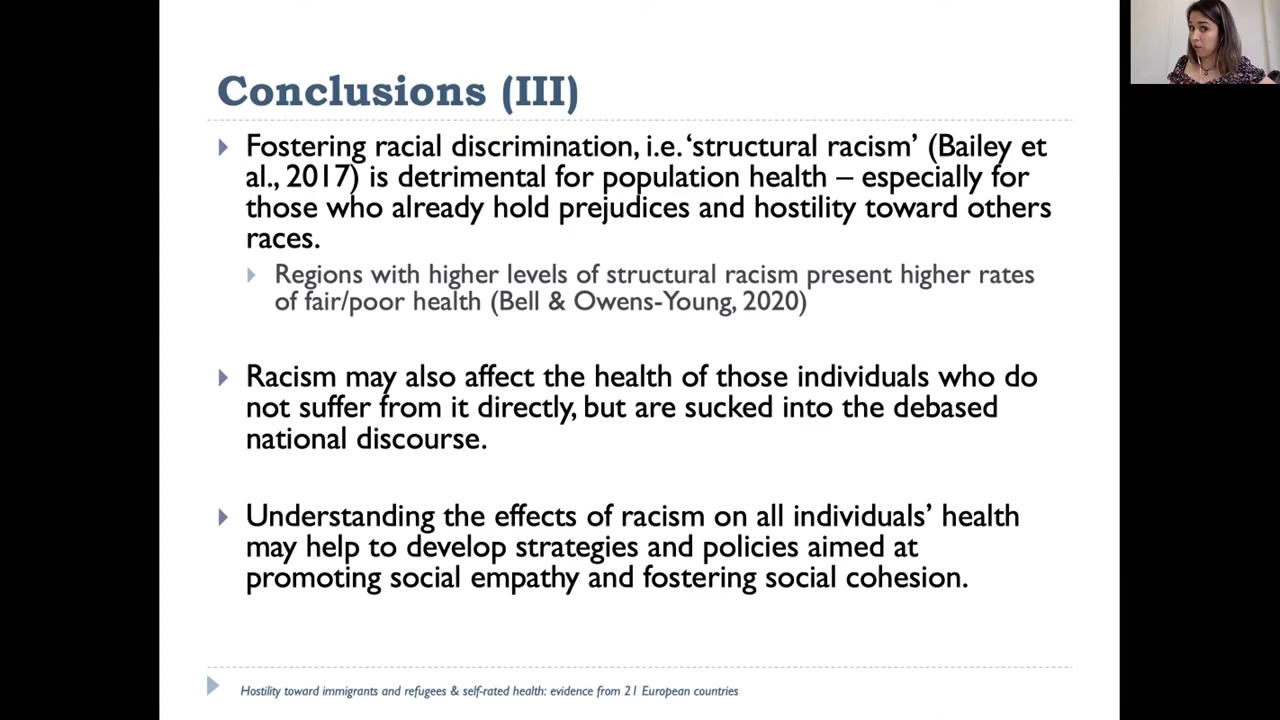 Conclusions (III)
Fostering racial discrimination, i.e. ‘structural racism’ (Bailey et
al., 2017) is detrimental for population health – especially for
those who already hold prejudices and hostility toward others
races.
Regions with higher levels of structural racism present higher rates
of fair/poor health (Bell & Owens-Young, 2020)
Racism may also affect the health of those individuals who do
not suffer from it directly, but are sucked into the debased
national discourse.
Understanding the effects of racism on all individuals’ health
may help to develop strategies and policies aimed at
promoting social empathy and fostering social cohesion.
Hostility toward immigrants and refugees & self-rated health: evidence from 21 European countries